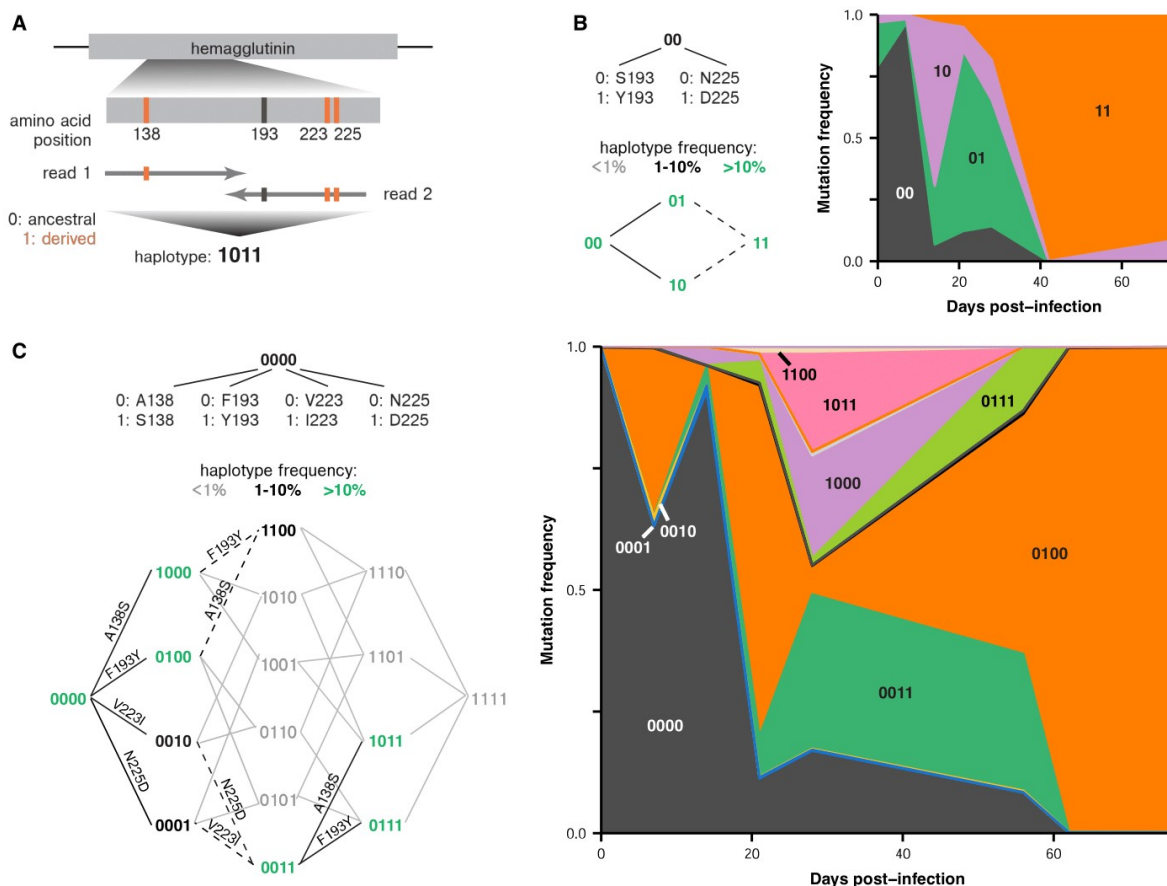 A
hemagglutinin
amino acid
position
138
193
223
225
read 1
read 2
0: ancestral
1: derived
haplotype: 1011
B
00
0: S193 0: N225
1: Y193 1: D225
haplotype frequency:
<1% 1-10% >10%
01
00
11
10
Mutation frequency
1.0
0.5
0.0
10
01
11
00
0 20 40 60
Days post–infection
C
0000
0: A138 0: F193 0: V223 0: N225
1: S138 1: Y193 1: I223 1: D225
haplotype frequency:
<1% 1-10% >10%
1100
F193Y
1000
A138S
1110
A138S
1010
F193Y
0100
1001
1101
0000
1111
V223I
0010
0110
1011
N225D
N225D
A138S
0101
0001
V223I
F193Y
0111
0011
Mutation frequency
1.0
0.5
0.0
1100
1011
0111
1000
0001
0010
0100
0011
0000
0 20 40 60
Days post–infection